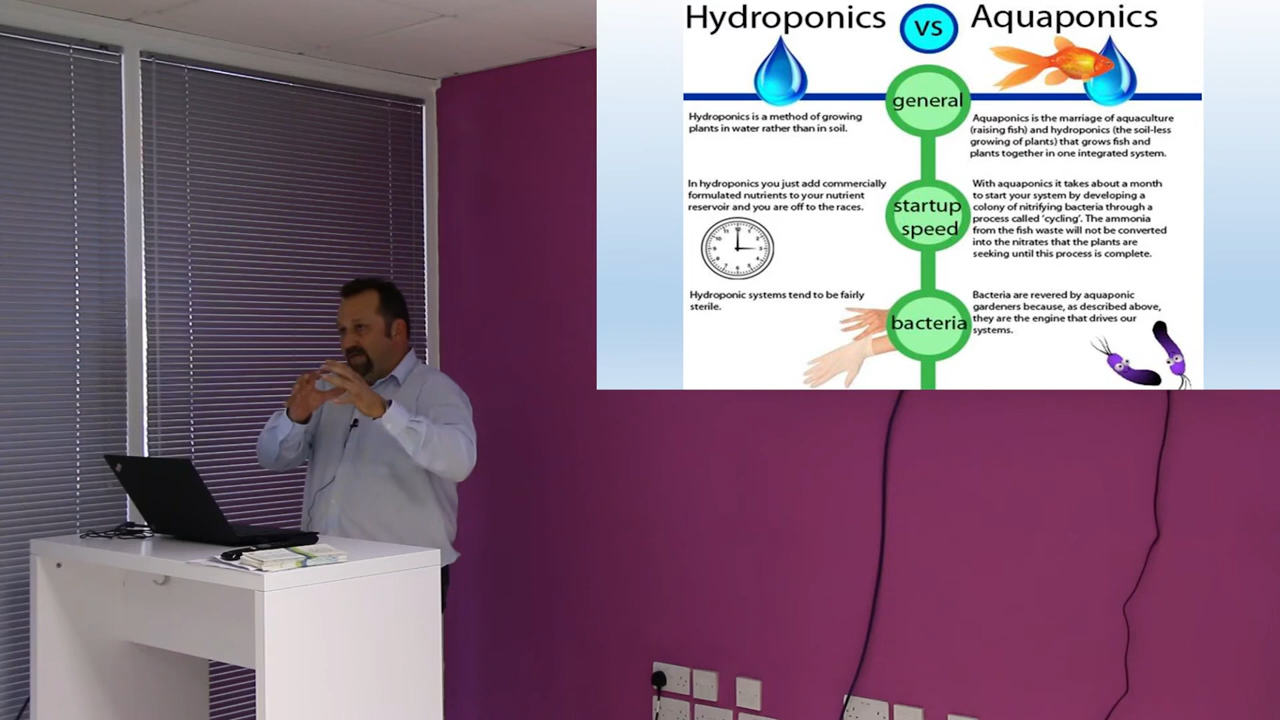 Hydroponics
vs
Aquaponics
general
Hydroponics is a method of growing
plants in water rather than in soil.
Aquaponics is the marriage of aquaculture
(raising fish) and hydroponics (the soil-less
growing of plants) that grows fish and
plants together in one integrated system.
startup
speed
In hydroponics you just add commercially
formulated nutrients to your nutrient
reservoir and you are off to the races.
With aquaponics it takes about a month
to start your system by developing a
colony of nitrifying bacteria through a
process called 'cycling'. The ammonia
from the fish waste will not be converted
into the nitrates that the plants are
seeking until this process is complete.
bacteria
Hydroponic systems tend to be fairly
sterile.
Bacteria are revered by aquaponic
gardeners because, as described above,
they are the engine that drives our
systems.